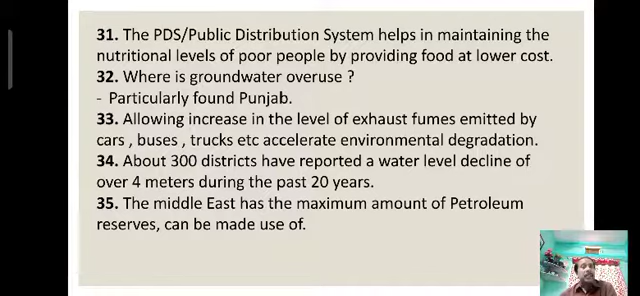 31. The PDS/Public Distribution System helps in maintaining the
nutritional levels of poor people by providing food at lower cost.
32. Where is groundwater overuse ?
- Particularly found Punjab.
33. Allowing increase in the level of exhaust fumes emitted by
cars , buses , trucks etc accelerate environmental degradation.
34. About 300 districts have reported a water level decline of
over 4 meters during the past 20 years.
35. The middle East has the maximum amount of Petroleum
reserves, can be made use of.